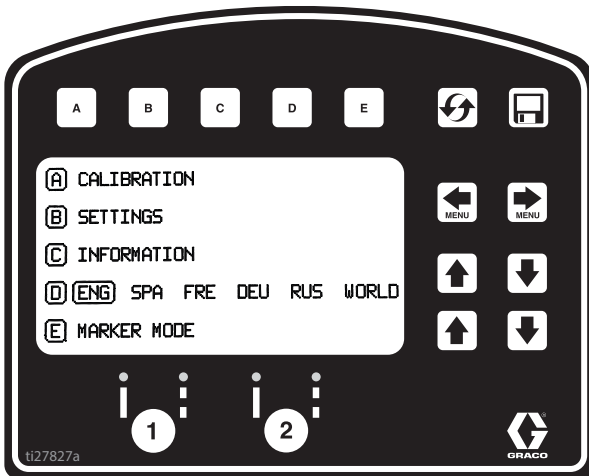 A B C D E
A CALIBRATION
B SETTINGS
C INFORMATION
D ENG SPA FRE DEU RUS WORLD
E MARKER MODE
MENU MENU
1 2
ti27827a
GRACO